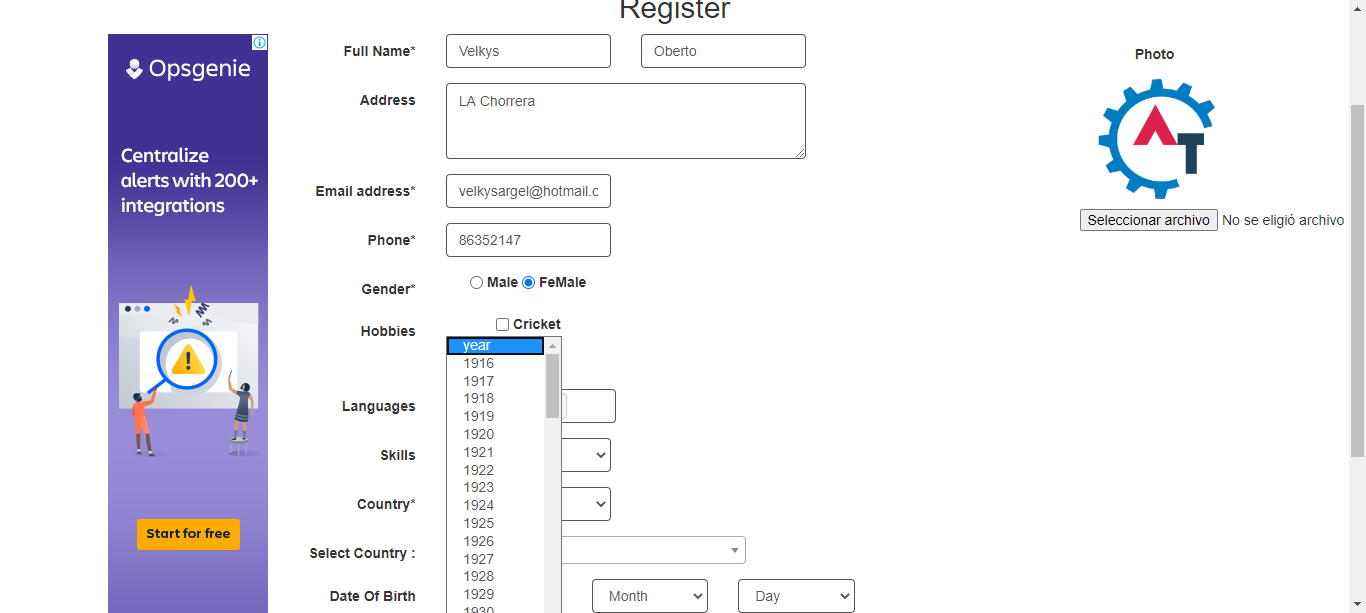 Register
Opsgenie
Centralize
alerts with 200+
integrations
Start for free
Full Name*
Velkys
Oberto
Address
LA Chorrera
Email address*
velkysargel@hotmail.c
Phone*
86352147
Gender*
Male
FeMale
Hobbies
Cricket
year
1916
1917
1918
1919
1920
1921
1922
1923
1924
1925
1926
1927
1928
1929
1930
Languages
Skills
Country*
Select Country :
Date Of Birth
Month
Day
Photo
AT
Seleccionar archivo No se eligió archivo